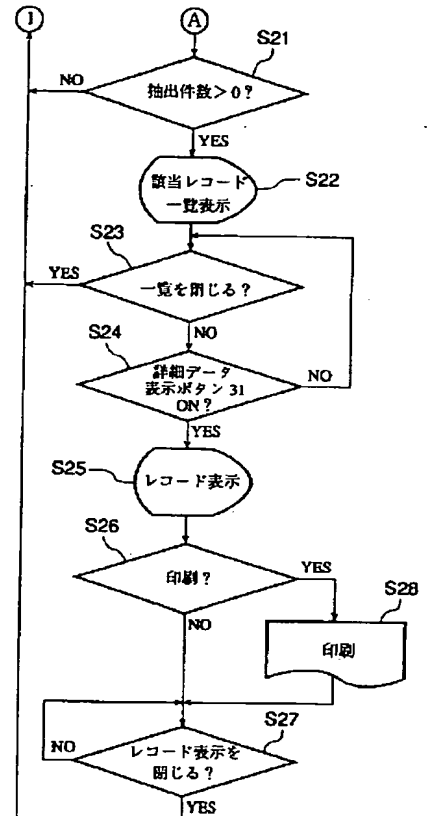 1
A
S21
抽出件数>0?
NO
YES
該当レコード
一覧表示
S22
S23
一覧を閉じる?
YES
NO
S24
詳細データ
表示ボタン 31
ON?
NO
YES
S25
レコード表示
S26
印刷?
YES
NO
S28
印刷
S27
レコード表示を
閉じる?
NO
YES